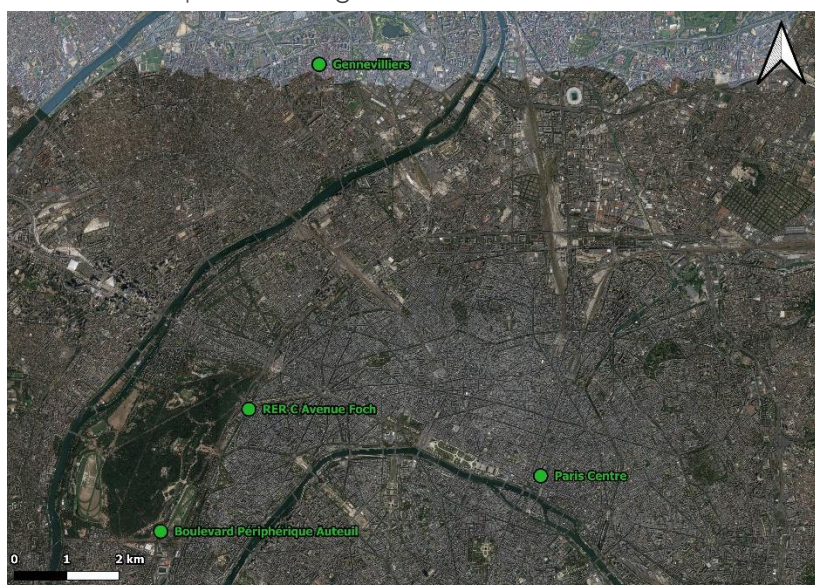 Gennevilliers
RER C Avenue Foch
Paris Centre
Boulevard Périphérique Auteuil
0 1 2 km